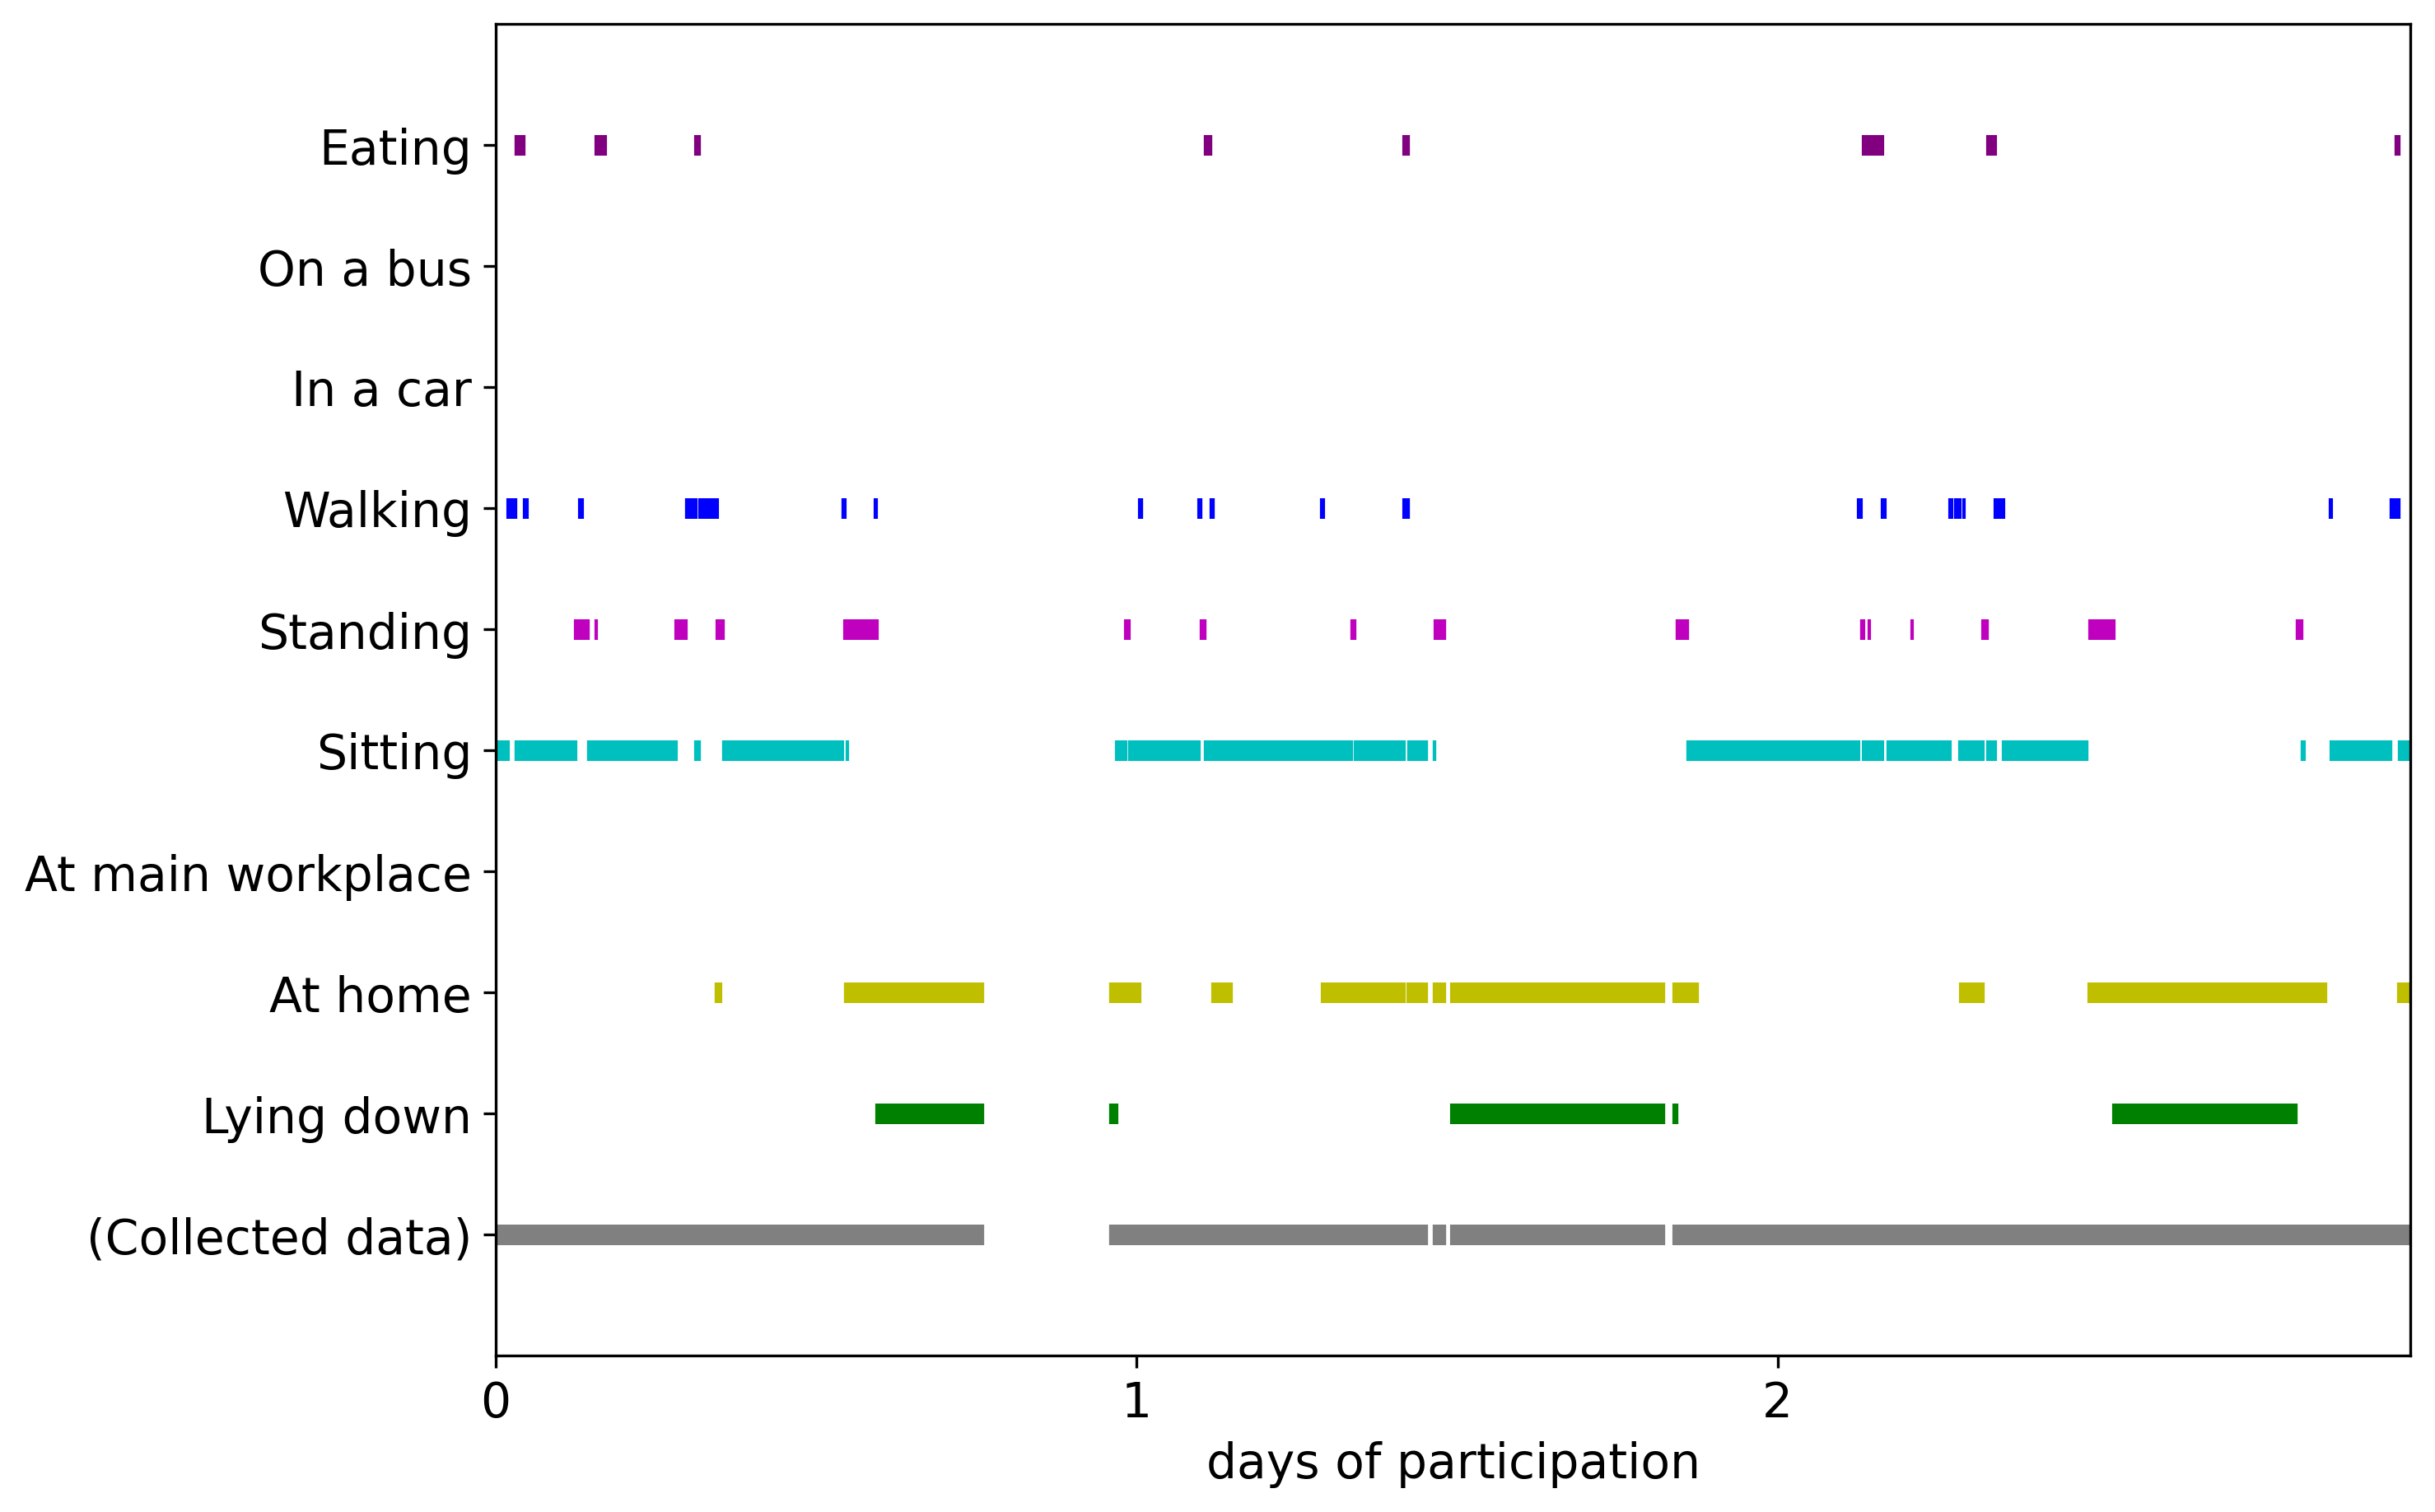 Eating
On a bus
In a car
Walking
Standing
Sitting
At main workplace
At home
Lying down
(Collected data)
0 1 2
days of participation